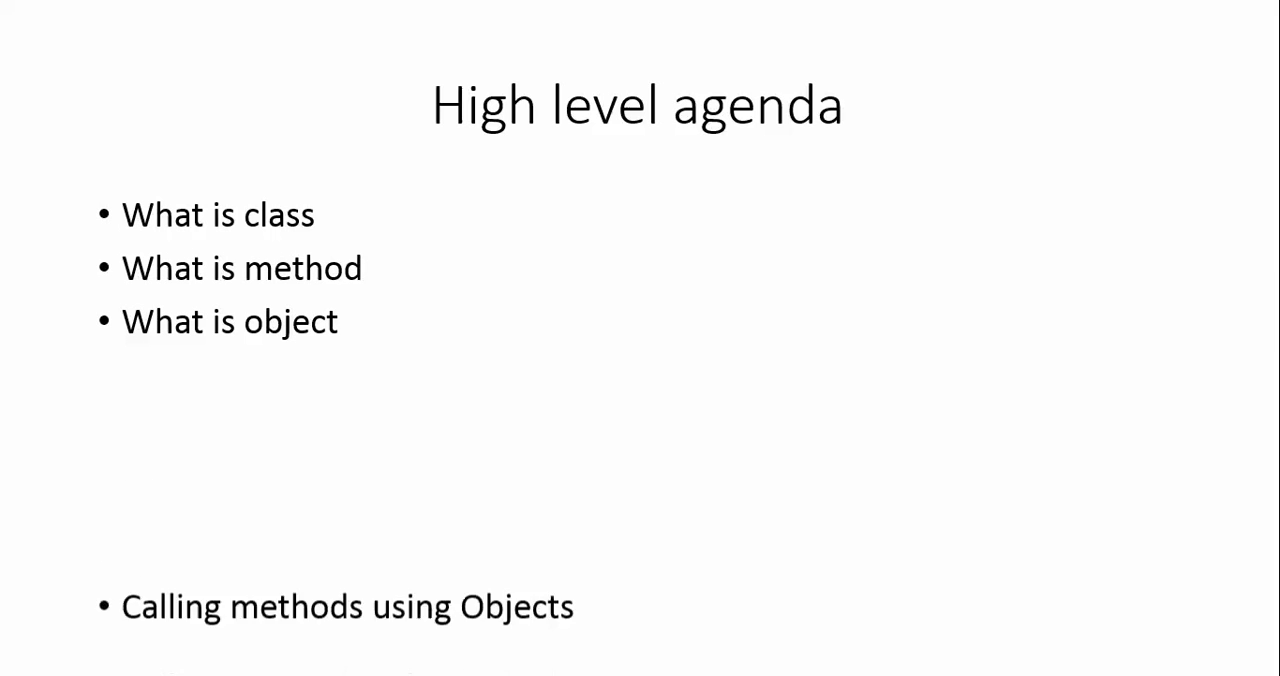 High level agenda
• What is class
• What is method
• What is object
• Calling methods using Objects